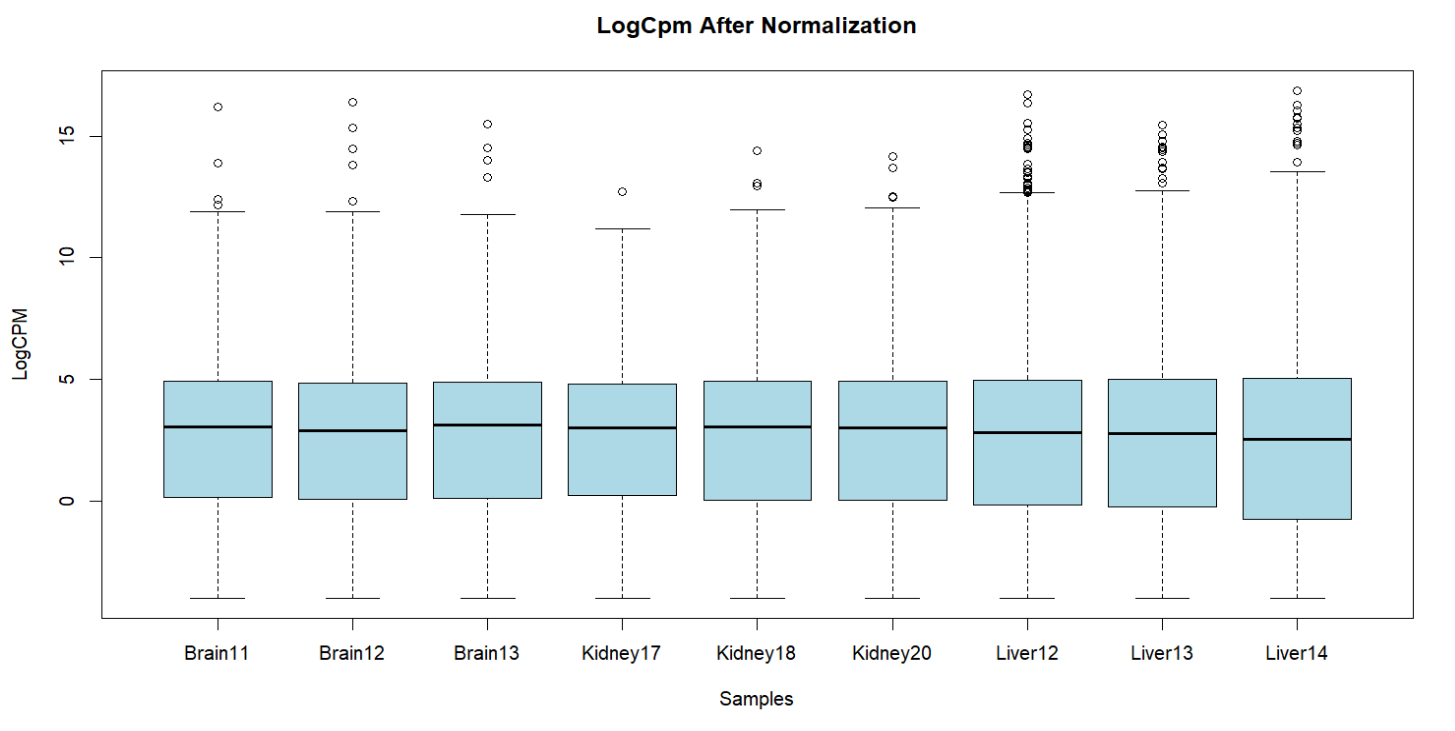 LogCpm After Normalization
15
10
5
0
LogCPM
Brain11 Brain12 Brain13 Kidney17 Kidney18 Kidney20 Liver12 Liver13 Liver14
Samples